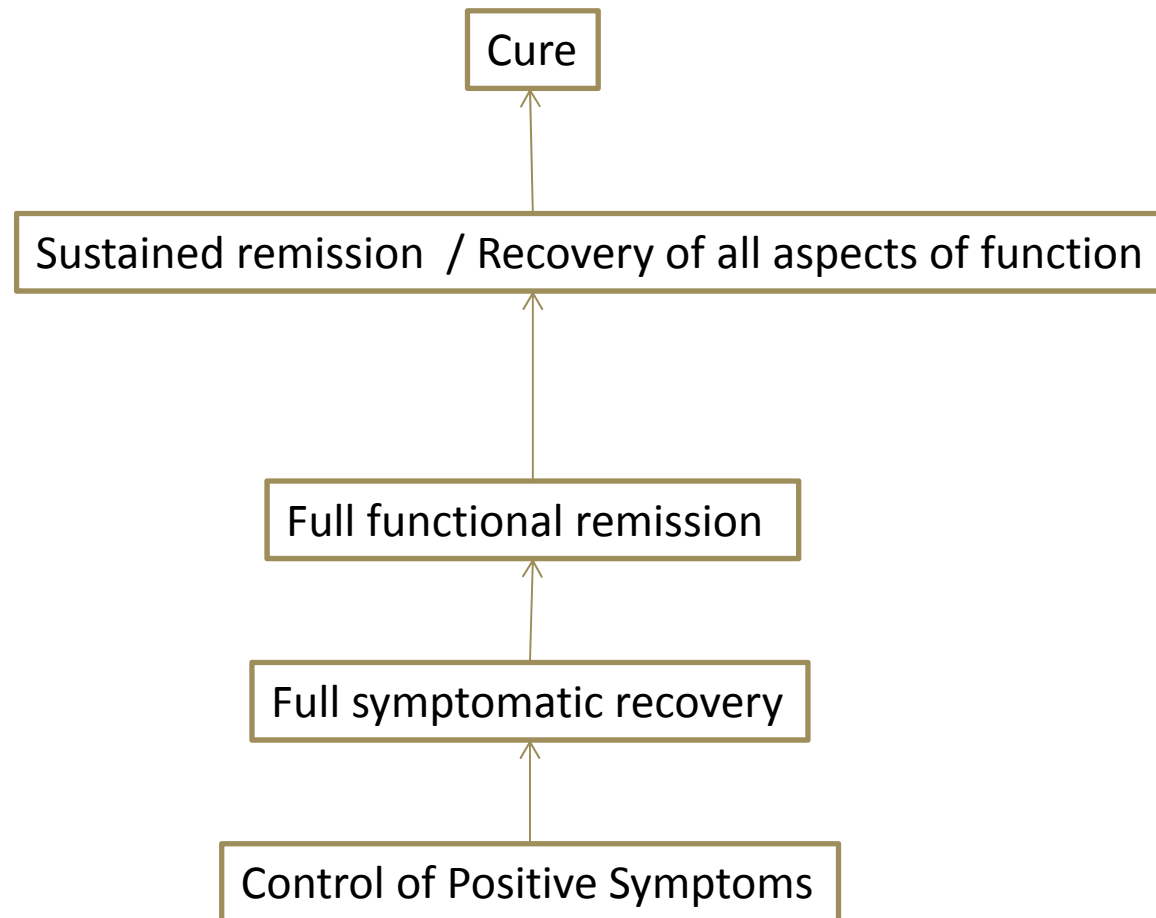 Cure
Sustained remission / Recovery of all aspects of function
Full functional remission
Full symptomatic recovery
Control of Positive Symptoms